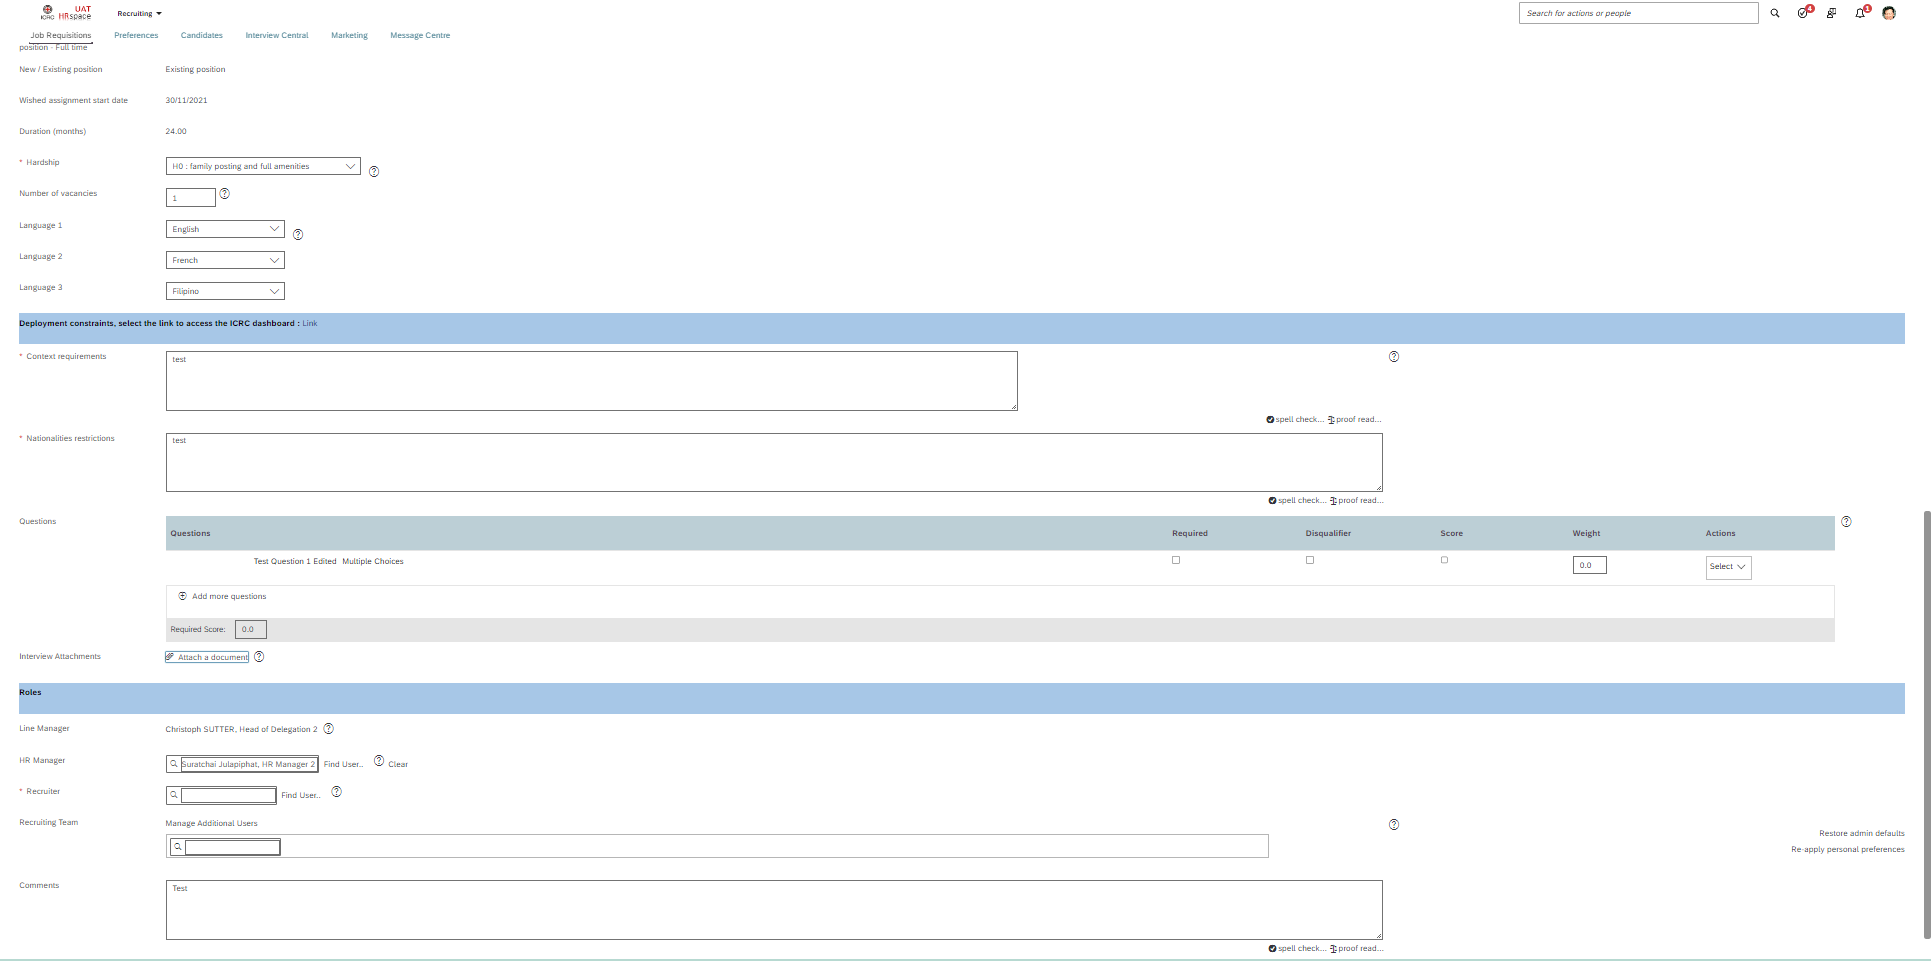 ICRC UAT HRspace Recruiting Search for actions or people 4 1
Job Requisitions Preferences Candidates Interview Central Marketing Message Centre
position - Full time
New / Existing position Existing position
Wished assignment start date 30/11/2021
Duration (months) 24.00
* Hardship H0 : family posting and full amenities
Number of vacancies 1
Language 1 English
Language 2 French
Language 3 Filipino
Deployment constraints, select the link to access the ICRC dashboard : Link
* Context requirements test
spell check... proof read...
* Nationalities restrictions test
spell check... proof read...
Questions
Questions Required Disqualifier Score Weight Actions
Test Question 1 Edited Multiple Choices 0.0 Select
Add more questions
Required Score: 0.0
Interview Attachments Attach a document
Roles
Line Manager Christoph SUTTER, Head of Delegation 2
HR Manager Suratchai Julapiphat, HR Manager 2 Find User.. Clear
* Recruiter Find User..
Recruiting Team Manage Additional Users
Restore admin defaults
Re-apply personal preferences
Comments Test
spell check... proof read...